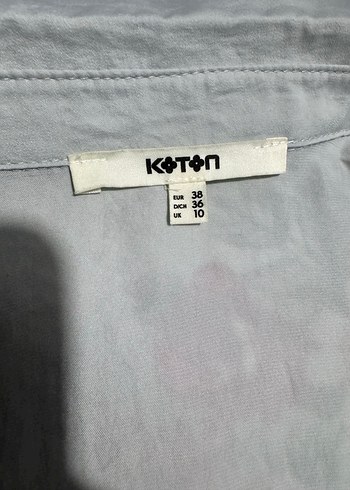 KOTON
EUR 38
D/CH 36
UK 10